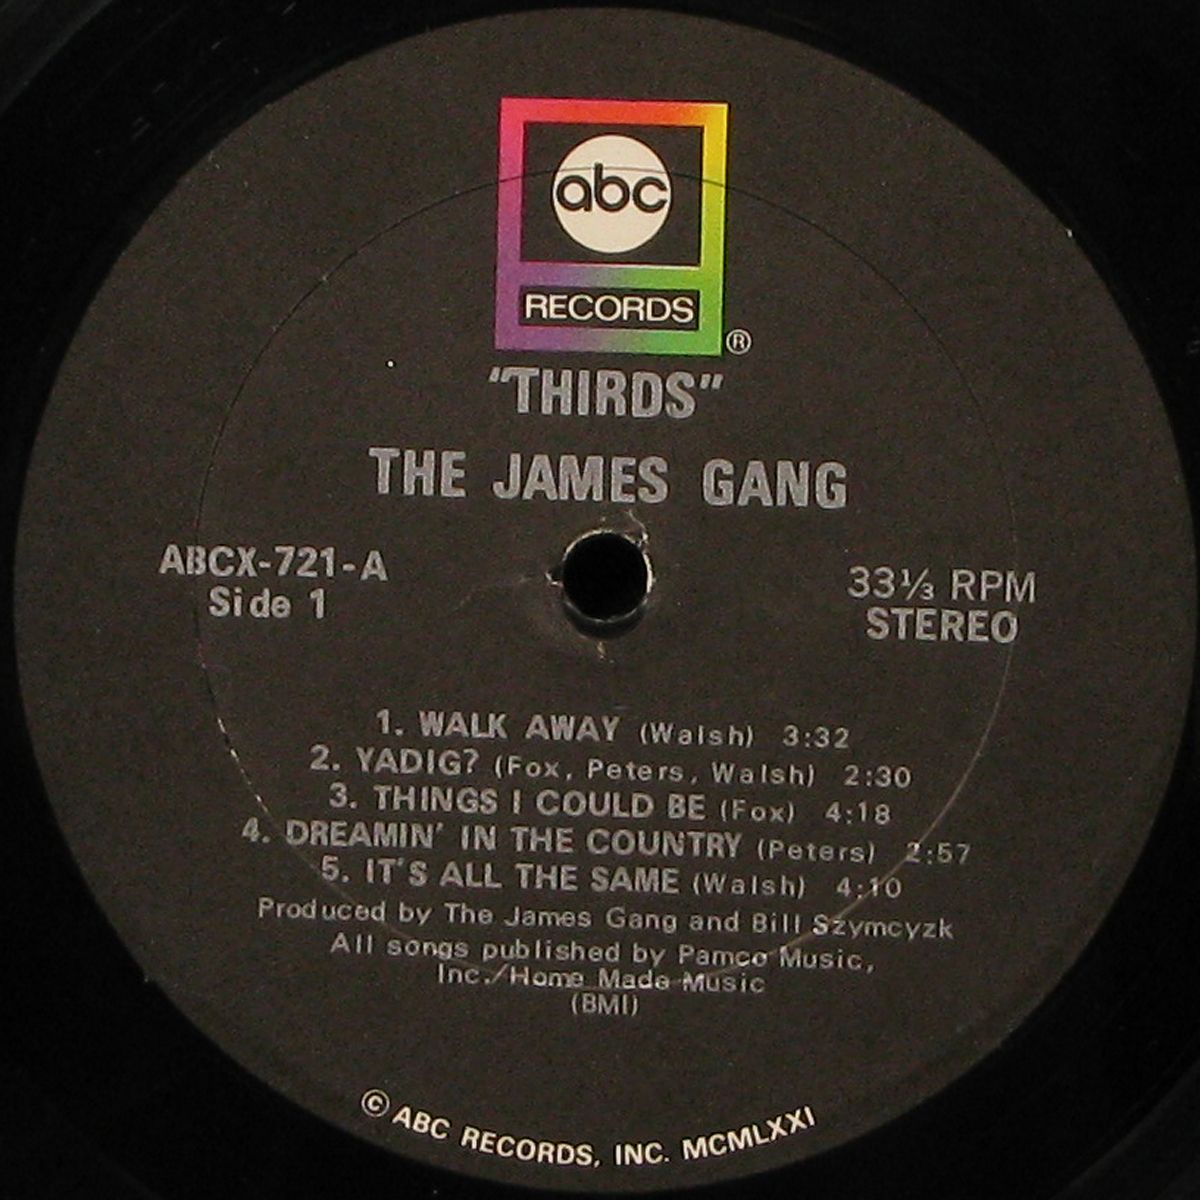 abc
RECORDS
®
"THIRDS"
THE JAMES GANG
ABCX-721-A
Side 1
33⅓ RPM
STEREO
1. WALK AWAY (Walsh) 3:32
2. YADIG? (Fox, Peters, Walsh) 2:30
3. THINGS I COULD BE (Fox) 4:18
4. DREAMIN' IN THE COUNTRY (Peters) 2:57
5. IT'S ALL THE SAME (Walsh) 4:10
Produced by The James Gang and Bill Szymcyzk
All songs published by Pamco Music,
Inc./Home Made Music
(BMI)
© ABC RECORDS, INC. MCMLXXI